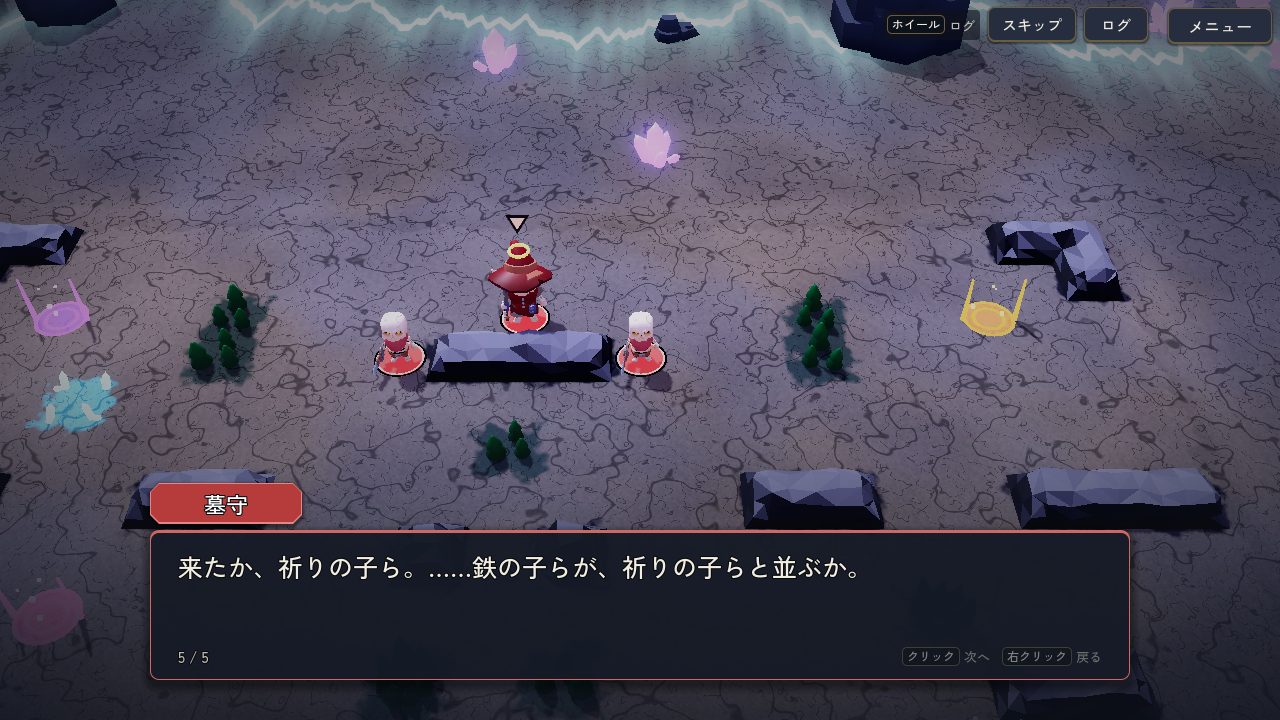 ホイール ログ スキップ ログ メニュー
墓守
来たか、祈りの子ら。……鉄の子らが、祈りの子らと並ぶか。
5 / 5 クリック 次へ 右クリック 戻る